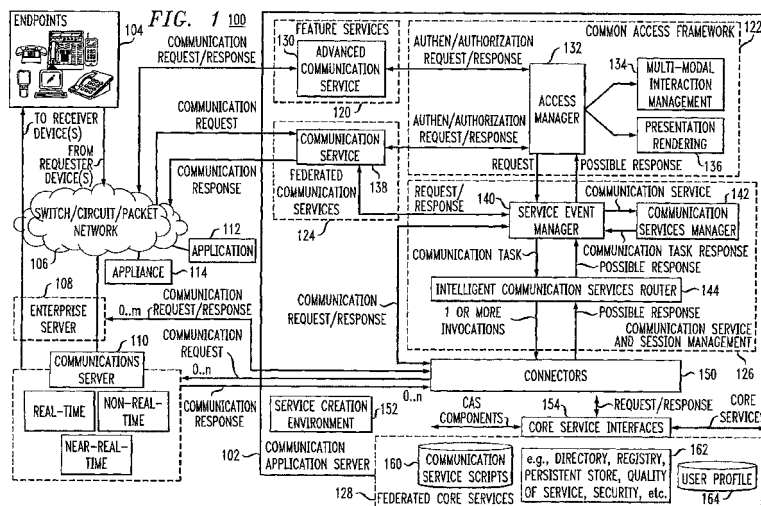 FIG. 1 100
ENDPOINTS
104
TO RECEIVER
DEVICE(S)
FROM
REQUESTER
DEVICE(S)
SWITCH/CIRCUIT/PACKET
NETWORK
106
112
APPLICATION
APPLIANCE
114
108
ENTERPRISE
SERVER
110
COMMUNICATIONS
SERVER
REAL-TIME
NON-REAL-
TIME
NEAR-REAL-
TIME
COMMUNICATION
REQUEST/RESPONSE
COMMUNICATION
REQUEST
COMMUNICATION
RESPONSE
0..m
COMMUNICATION
REQUEST/RESPONSE
COMMUNICATION
REQUEST
0..n
COMMUNICATION
RESPONSE
FEATURE SERVICES
130
ADVANCED
COMMUNICATION
SERVICE
120
COMMUNICATION
SERVICE
138
FEDERATED
COMMUNICATION
SERVICES
124
AUTHEN/AUTHORIZATION
REQUEST/RESPONSE
AUTHEN/AUTHORIZATION
REQUEST/RESPONSE
COMMON ACCESS FRAMEWORK
122
132
ACCESS
MANAGER
134
MULTI-MODAL
INTERACTION
MANAGEMENT
PRESENTATION
RENDERING
136
REQUEST
POSSIBLE RESPONSE
REQUEST/
RESPONSE
140
SERVICE EVENT
MANAGER
COMMUNICATION SERVICE
142
COMMUNICATION
SERVICES MANAGER
COMMUNICATION TASK RESPONSE
COMMUNICATION
TASK
POSSIBLE RESPONSE
INTELLIGENT COMMUNICATION SERVICES ROUTER
144
COMMUNICATION
REQUEST/RESPONSE
1 OR MORE
INVOCATIONS
POSSIBLE RESPONSE
COMMUNICATION SERVICE
AND SESSION MANAGEMENT
126
0..n
CONNECTORS
150
SERVICE CREATION
ENVIRONMENT
152
102
COMMUNICATION
APPLICATION SERVER
CAS
COMPONENTS
154
REQUEST/RESPONSE
CORE SERVICE INTERFACES
CORE
SERVICES
160
COMMUNICATION
SERVICE
SCRIPTS
128
FEDERATED CORE SERVICES
162
e.g., DIRECTORY, REGISTRY,
PERSISTENT STORE, QUALITY
OF SERVICE, SECURITY, etc.
USER PROFILE
164